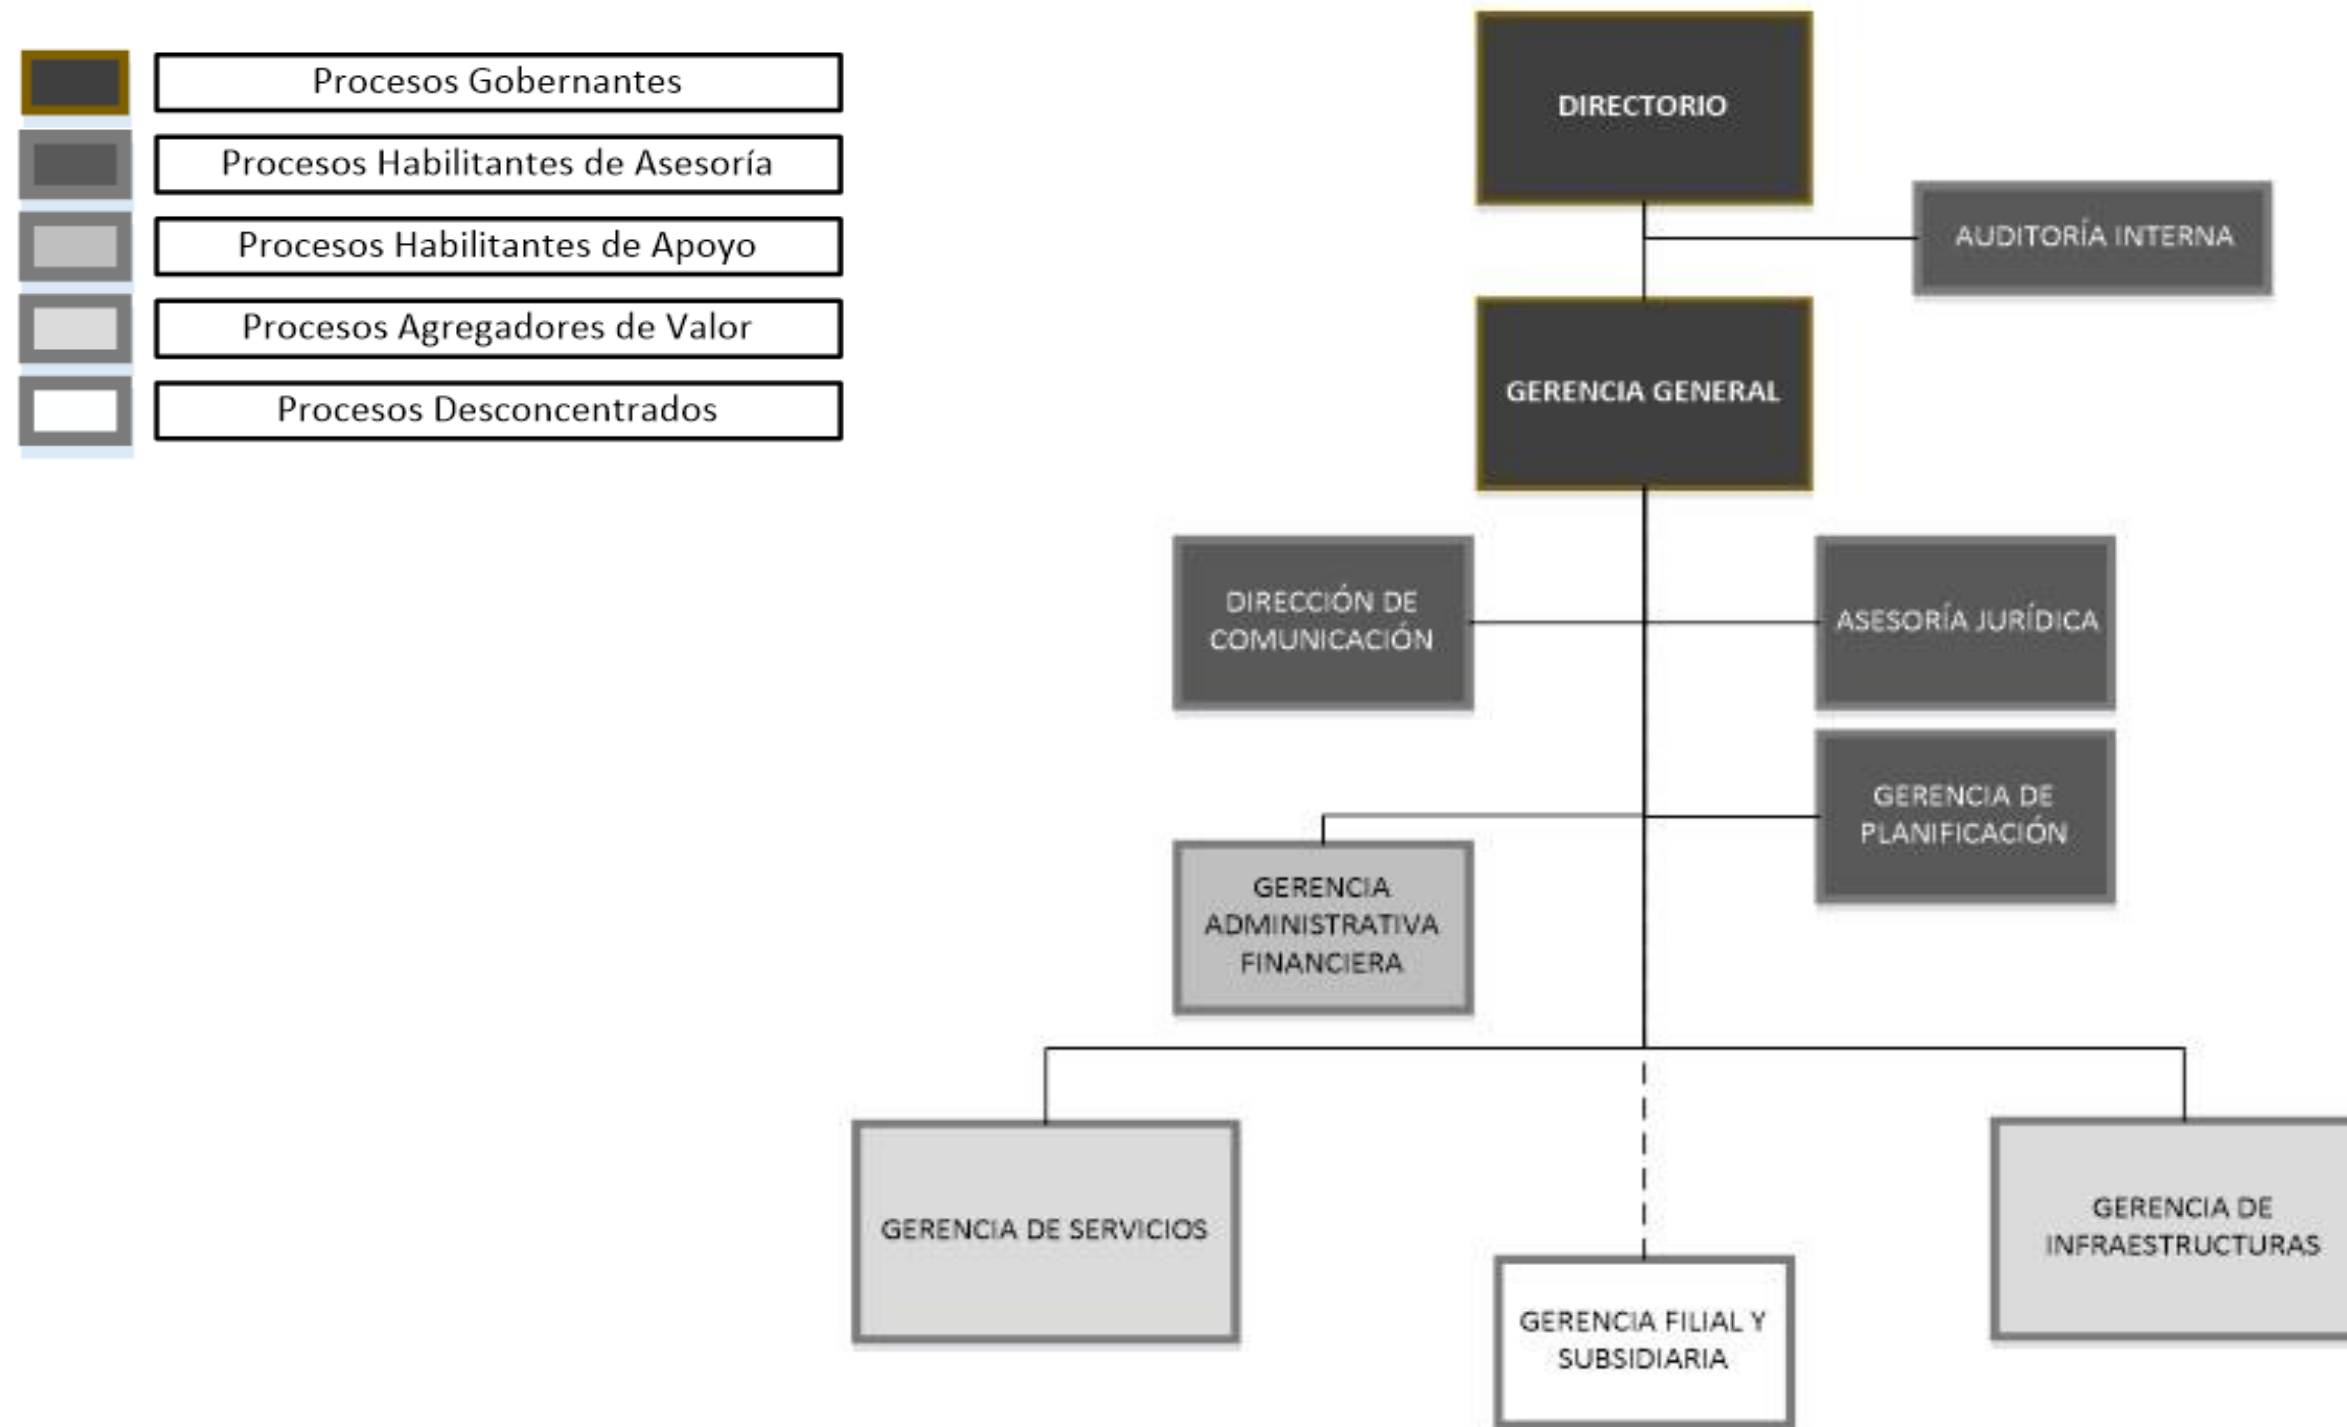 Procesos Gobernantes
Procesos Habilitantes de Asesoría
Procesos Habilitantes de Apoyo
Procesos Agregadores de Valor
Procesos Desconcentrados
DIRECTORIO
AUDITORÍA INTERNA
GERENCIA GENERAL
DIRECCIÓN DE
COMUNICACIÓN
ASESORÍA JURÍDICA
GERENCIA DE
PLANIFICACIÓN
GERENCIA
ADMINISTRATIVA
FINANCIERA
GERENCIA DE SERVICIOS
GERENCIA FILIAL Y
SUBSIDIARIA
GERENCIA DE
INFRAESTRUCTURAS